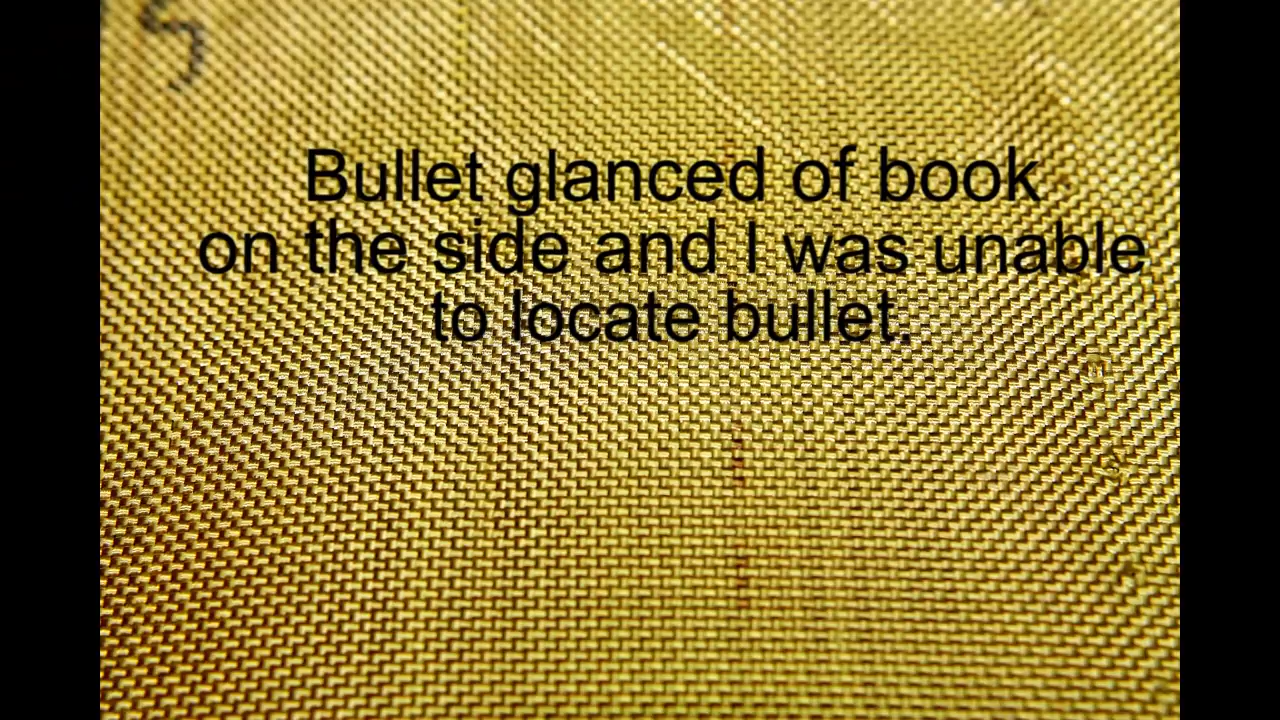 Bullet glanced of book
on the side and I was unable
to locate bullet.